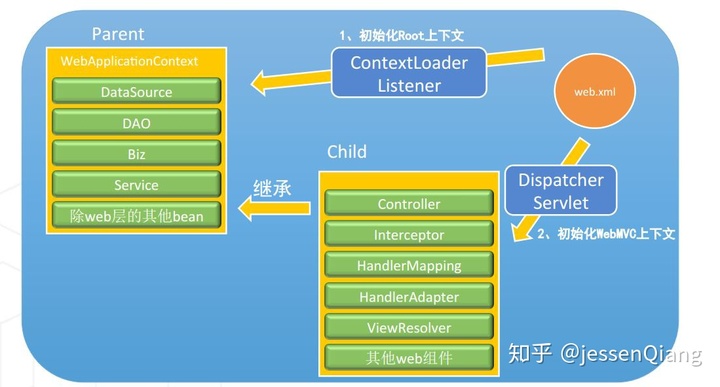 Parent
WebApplicationContext
DataSource
DAO
Biz
Service
除web层的其他bean
1、初始化Root上下文
ContextLoader
Listener
web.xml
继承
Child
Controller
Interceptor
HandlerMapping
HandlerAdapter
ViewResolver
其他web组件
Dispatcher
Servlet
2、初始化WebMVC上下文
知乎 @jessenQiang